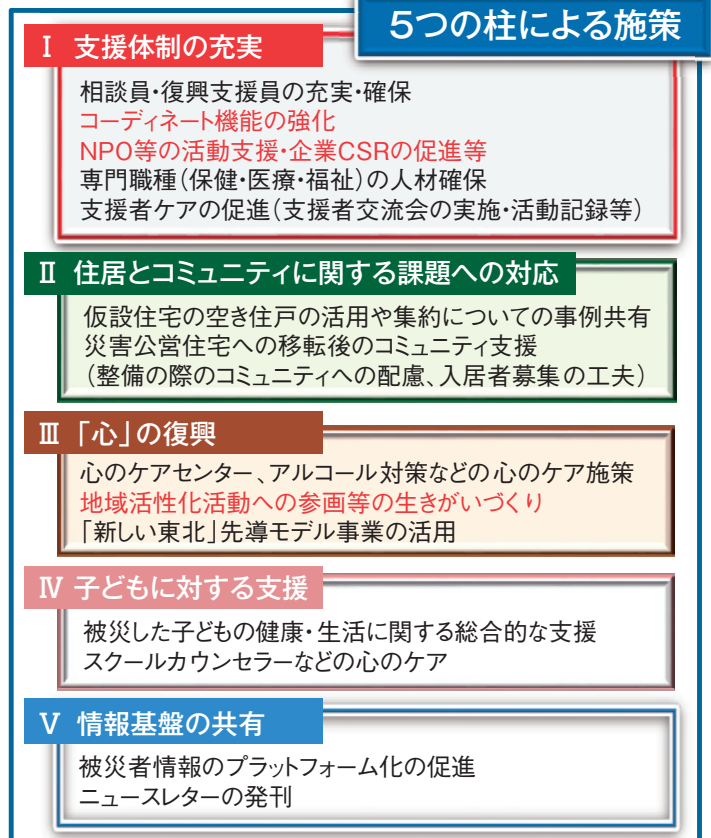 5つの柱による施策
Ⅰ 支援体制の充実
相談員・復興支援員の充実・確保
コーディネート機能の強化
NPO等の活動支援・企業CSRの促進等
専門職種（保健・医療・福祉）の人材確保
支援者ケアの促進（支援者交流会の実施・活動記録等）
Ⅱ 住居とコミュニティに関する課題への対応
仮設住宅の空き住戸の活用や集約についての事例共有
災害公営住宅への移転後のコミュニティ支援
（整備の際のコミュニティへの配慮、入居者募集の工夫）
Ⅲ 「心」の復興
心のケアセンター、アルコール対策などの心のケア施策
地域活性化活動への参画等の生きがいづくり
「新しい東北」先導モデル事業の活用
Ⅳ 子どもに対する支援
被災した子どもの健康・生活に関する総合的な支援
スクールカウンセラーなどの心のケア
Ⅴ 情報基盤の共有
被災者情報のプラットフォーム化の促進
ニュースレターの発刊